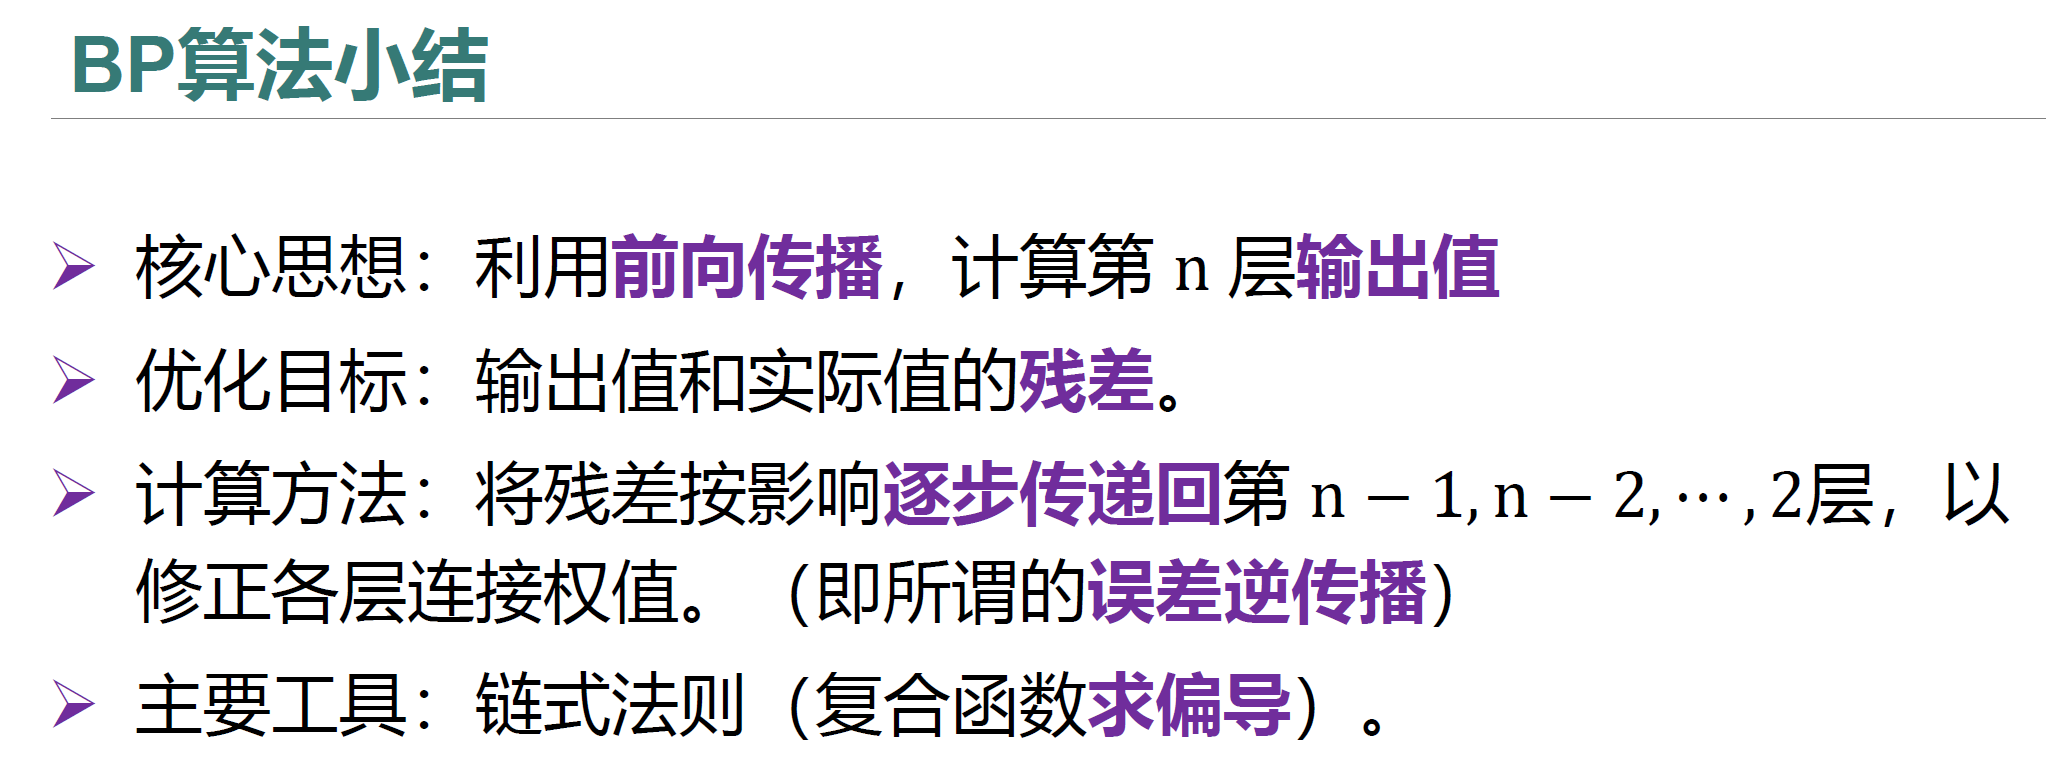 BP算法小结
核心思想：利用前向传播，计算第 n 层输出值
优化目标：输出值和实际值的残差。
计算方法：将残差按影响逐步传递回第 n − 1, n − 2, ⋯ , 2层，以
修正各层连接权值。（即所谓的误差逆传播）
主要工具：链式法则（复合函数求偏导）。